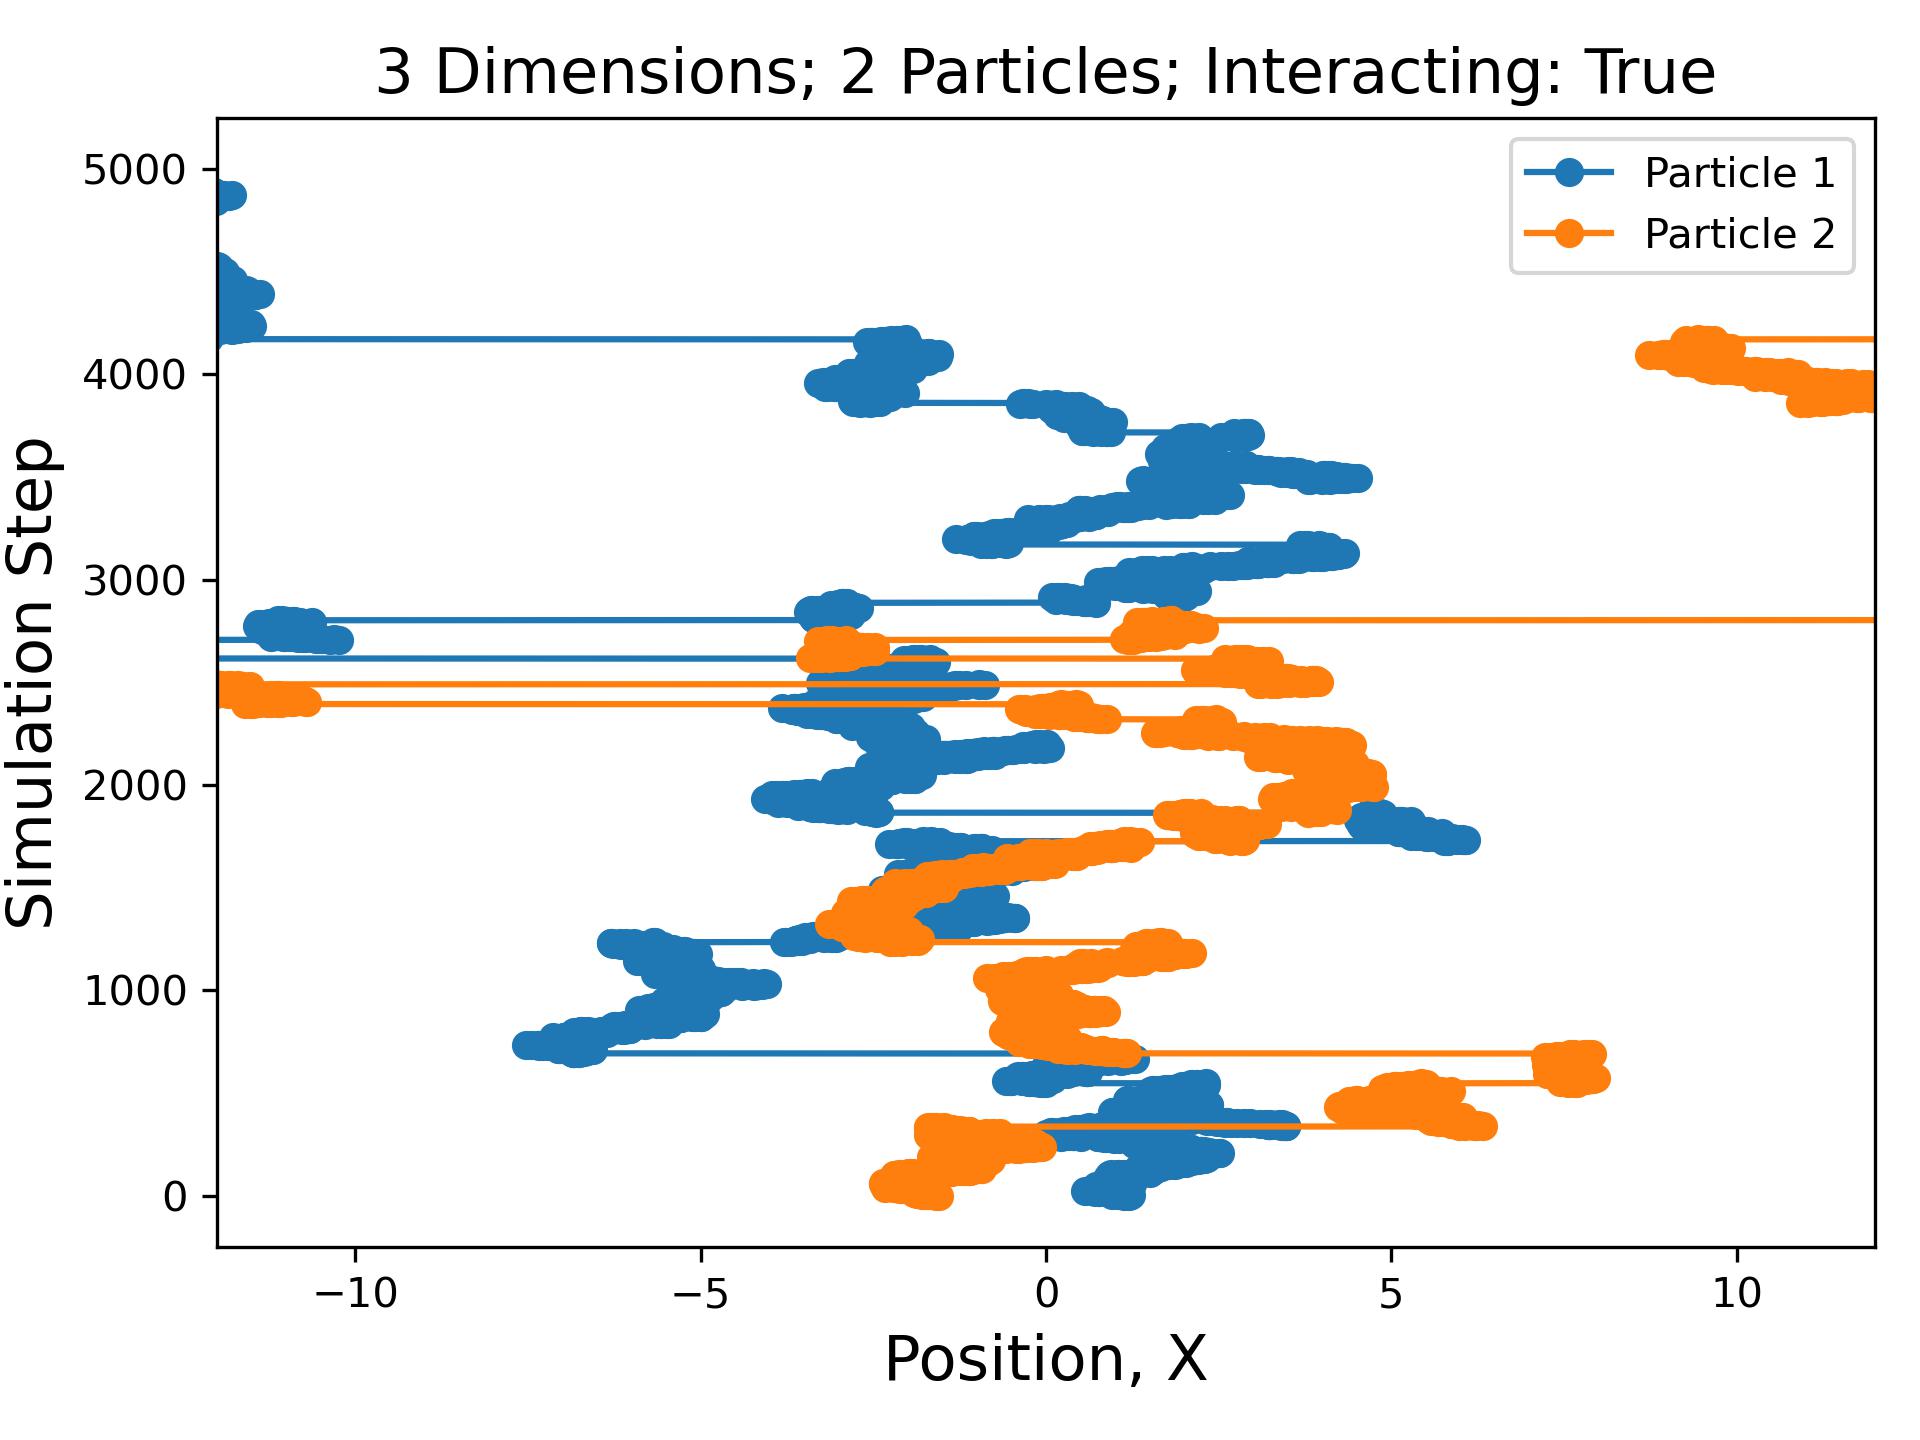 3 Dimensions; 2 Particles; Interacting: True
Particle 1
Particle 2
Simulation Step
5000
4000
3000
2000
1000
0
−10
−5
0
5
10
Position, X